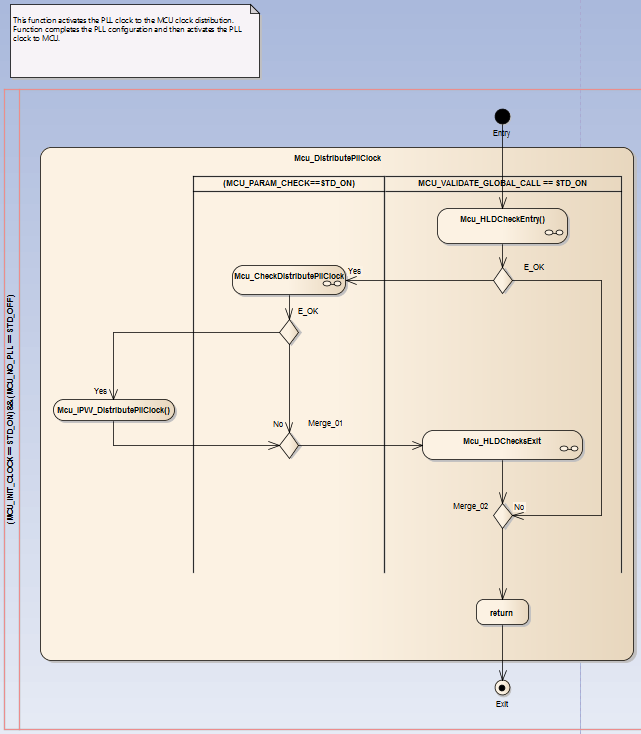 This function activates the PLL clock to the MCU clock distribution.
Function completes the PLL configuration and then activates the PLL
clock to MCU.
Entry
Mcu_DistributePllClock
(MCU_PARAM_CHECK==STD_ON)
MCU_VALIDATE_GLOBAL_CALL == STD_ON
Mcu_HLDCheckEntry()
E_OK
Mcu_CheckDistributePllClock
Yes
E_OK
(MCU_INIT_CLOCK == STD_ON) && (MCU_NO_PLL == STD_OFF)
Yes
Mcu_IPW_DistributePllClock()
No
Merge_01
Mcu_HLDChecksExit
Merge_02
No
return
Exit